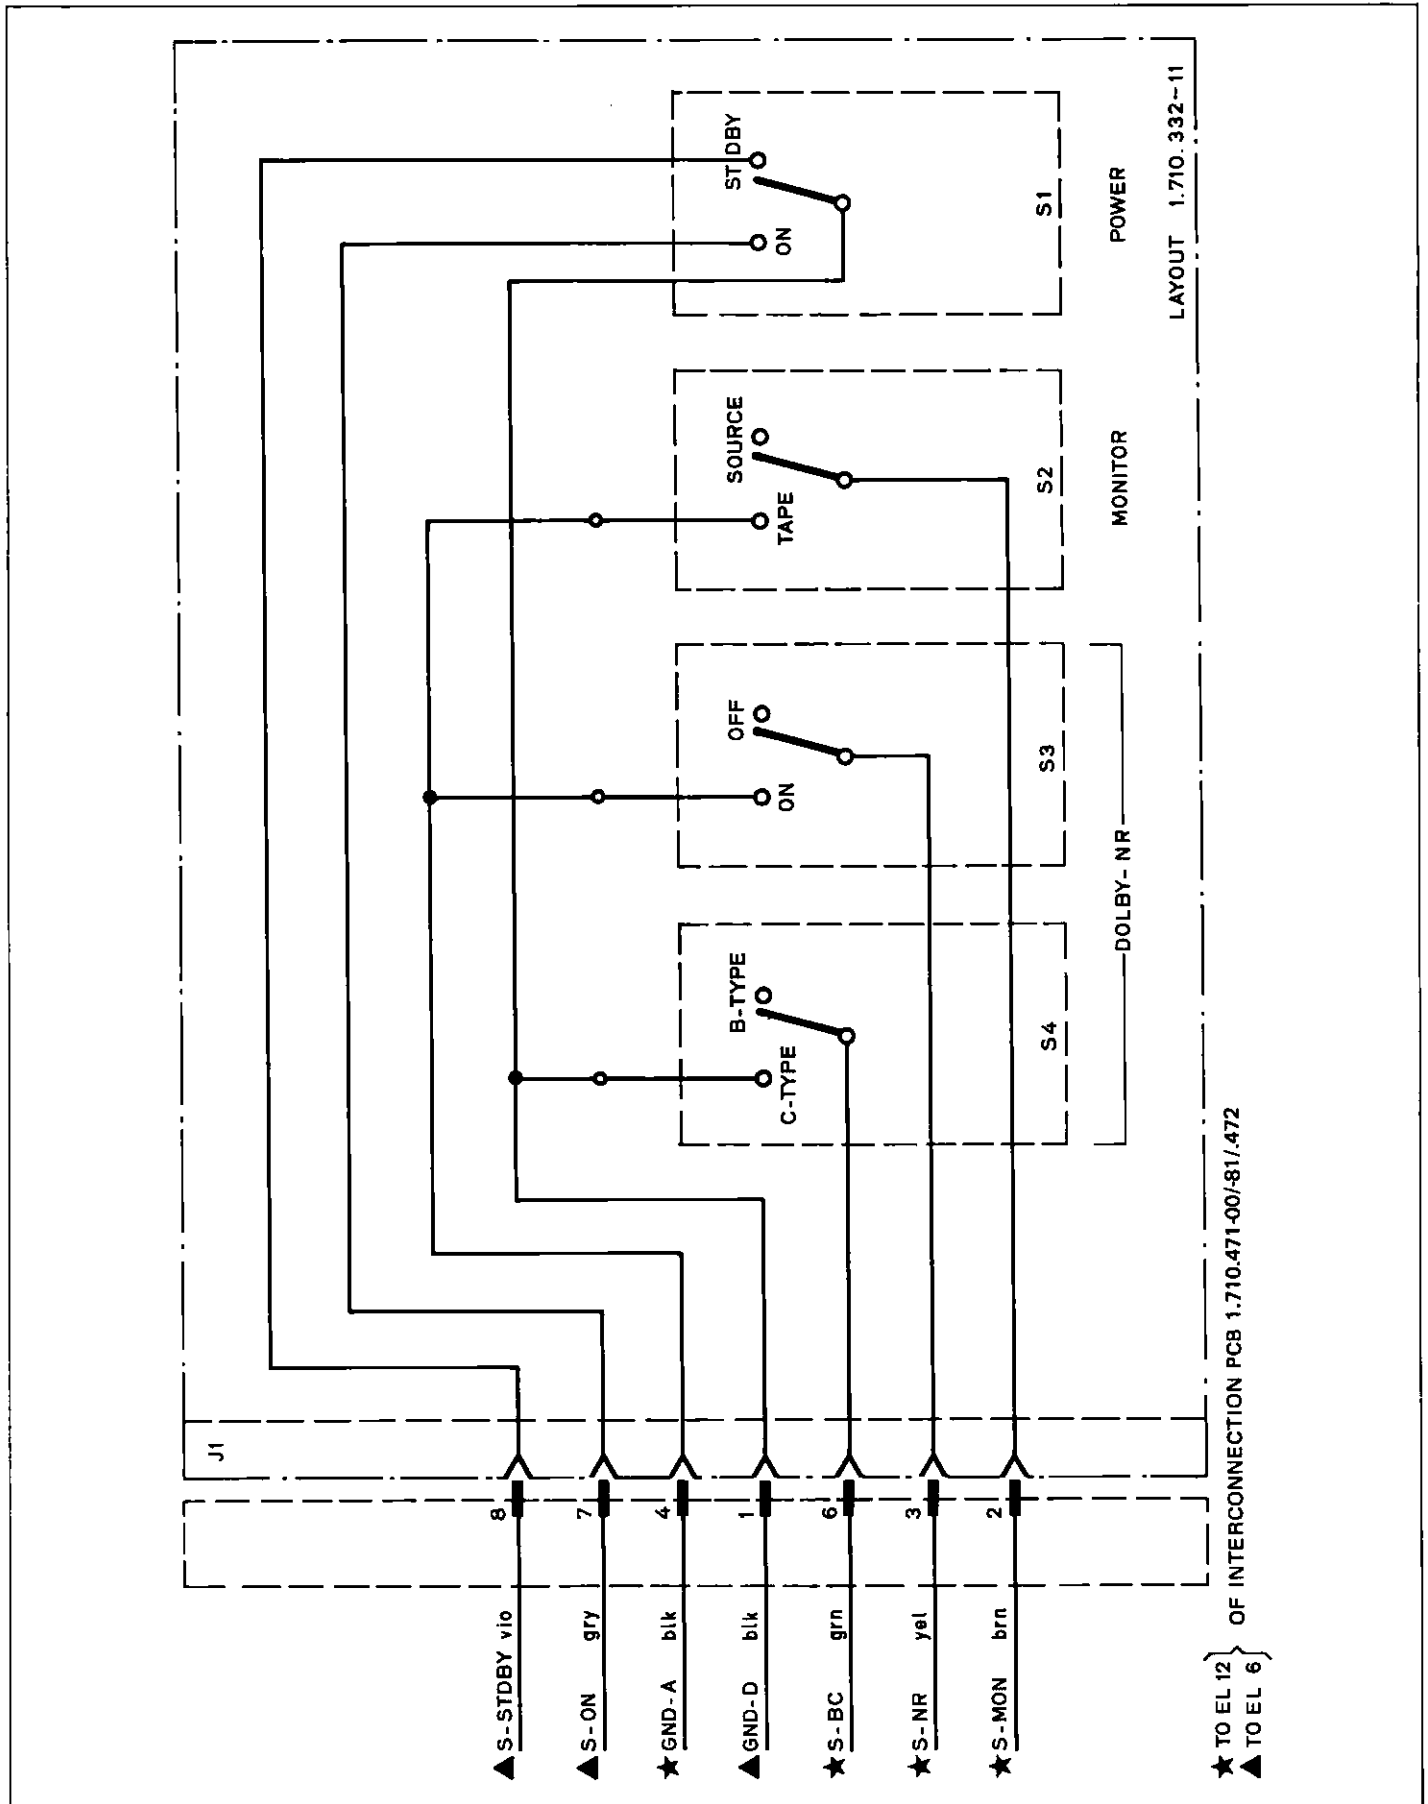 ▲ S-STDBY vio 8
▲ S-ON gry 7
★ GND-A blk 4
▲ GND-D blk 1
★ S-BC grn 6
★ S-NR yel 3
★ S-MON brn 2
J1
C-TYPE
B-TYPE
S4
ON
OFF
S3
DOLBY-NR
TAPE
SOURCE
S2
MONITOR
ON
ST DBY
S1
POWER
LAYOUT 1.710.332-11
★ TO EL 12
▲ TO EL 6
OF INTERCONNECTION PCB 1.710.471-00/-81/.472